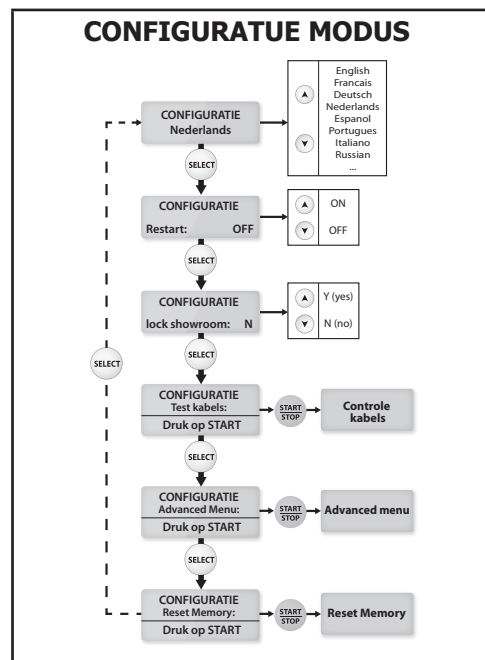 CONFIGURATUE MODUS
CONFIGURATIE
Nederlands
English
Francais
Deutsch
Nederlands
Espanol
Portugues
Italiano
Russian
...
SELECT
CONFIGURATIE
Restart: OFF
ON
OFF
SELECT
CONFIGURATIE
lock showroom: N
Y (yes)
N (no)
SELECT
SELECT
CONFIGURATIE
Test kabels:
Druk op START
START
STOP
Controle
kabels
SELECT
CONFIGURATIE
Advanced Menu:
Druk op START
START
STOP
Advanced menu
SELECT
CONFIGURATIE
Reset Memory:
Druk op START
START
STOP
Reset Memory